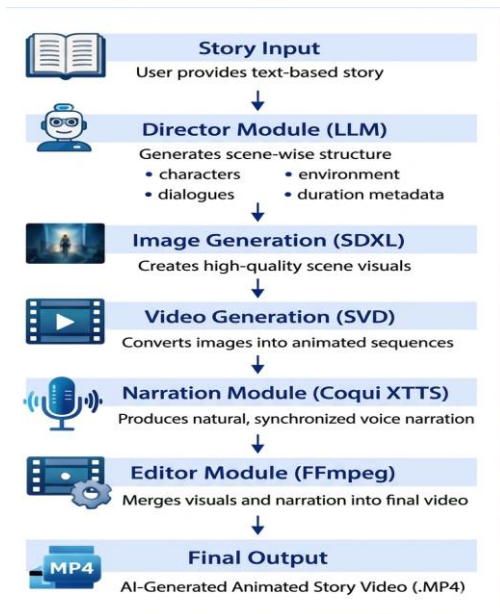 Story Input
User provides text-based story
Director Module (LLM)
Generates scene-wise structure
• characters • environment
• dialogues • duration metadata
Image Generation (SDXL)
Creates high-quality scene visuals
Video Generation (SVD)
Converts images into animated sequences
Narration Module (Coqui XTTS)
Produces natural, synchronized voice narration
Editor Module (FFmpeg)
Merges visuals and narration into final video
Final Output
MP4
AI-Generated Animated Story Video (.MP4)